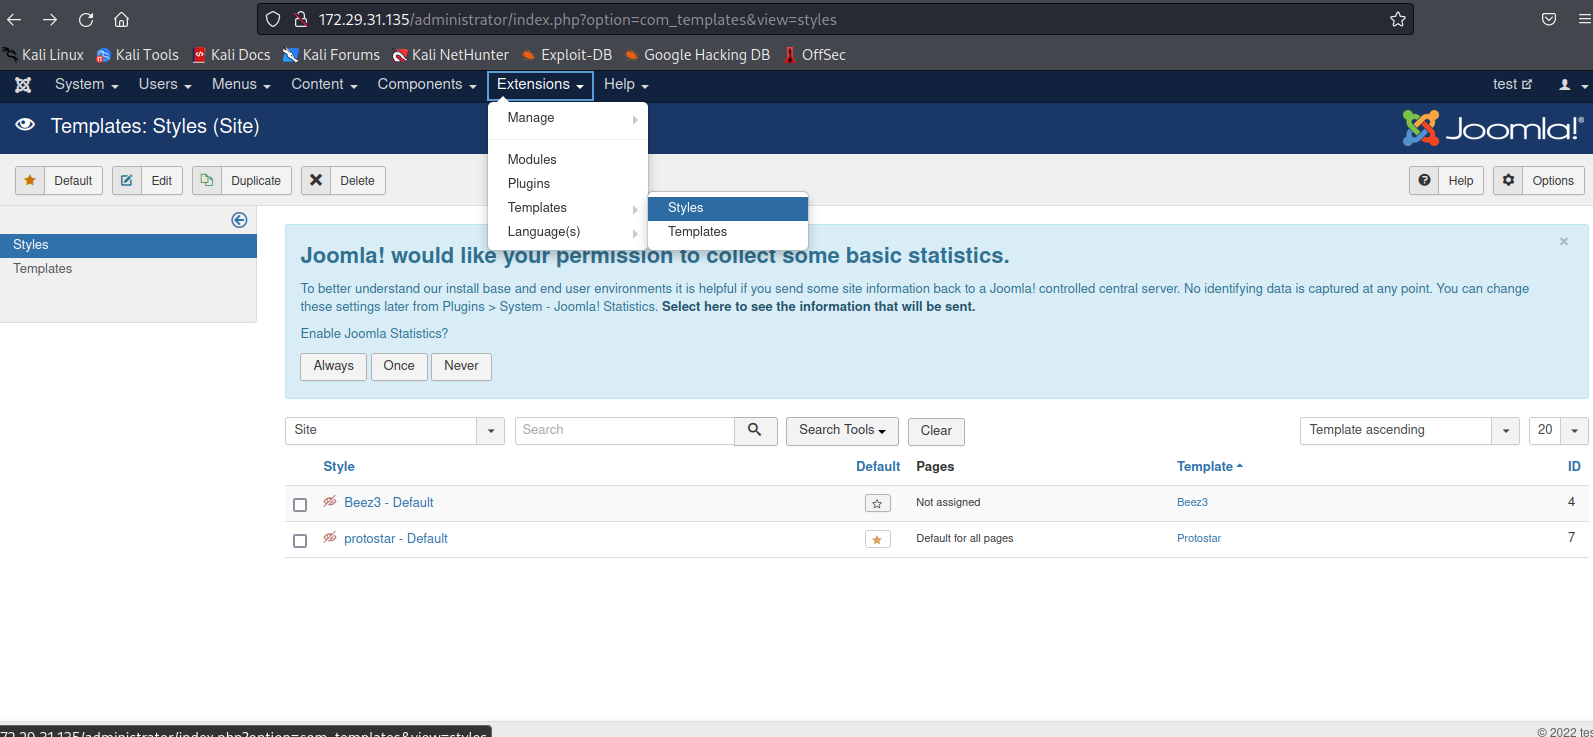 172.29.31.135/administrator/index.php?option=com_templates&view=styles
Kali Linux Kali Tools Kali Docs Kali Forums Kali NetHunter Exploit-DB Google Hacking DB OffSec
System Users Menus Content Components Extensions Help test
Templates: Styles (Site) Joomla!®
Manage
Modules
Plugins
Templates
Language(s)
Styles
Templates
Default Edit Duplicate Delete Help Options
Styles
Templates
Joomla! would like your permission to collect some basic statistics.
To better understand our install base and end user environments it is helpful if you send some site information back to a Joomla! controlled central server. No identifying data is captured at any point. You can change
these settings later from Plugins > System - Joomla! Statistics. Select here to see the information that will be sent.
Enable Joomla Statistics?
Always Once Never
Site Search Search Tools Clear Template ascending 20
Style Default Pages Template ID
Beez3 - Default Not assigned Beez3 4
protostar - Default Default for all pages Protostar 7
72.29.31.135/administrator/index.php?option=com_templates&view=styles
© 2022 tes